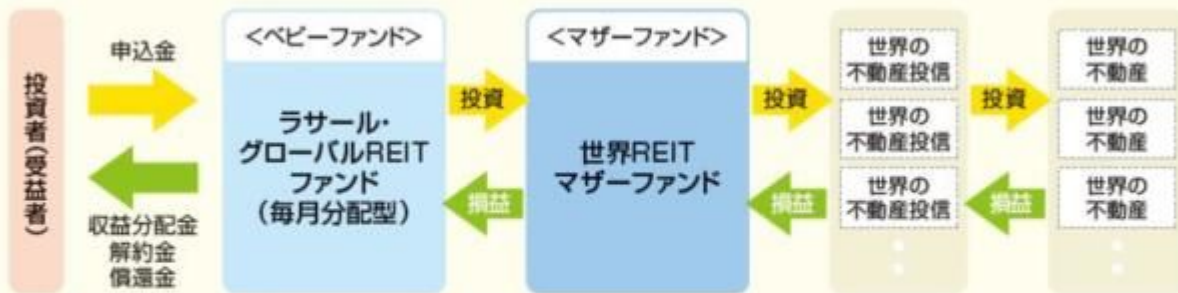 投資者(受益者)
申込金
収益分配金
解約金
償還金
<ベビーファンド>
ラサール・
グローバルREIT
ファンド
(毎月分配型)
投資
損益
<マザーファンド>
世界REIT
マザーファンド
投資
損益
世界の
不動産投信
世界の
不動産投信
世界の
不動産投信
投資
損益
世界の
不動産
世界の
不動産
世界の
不動産